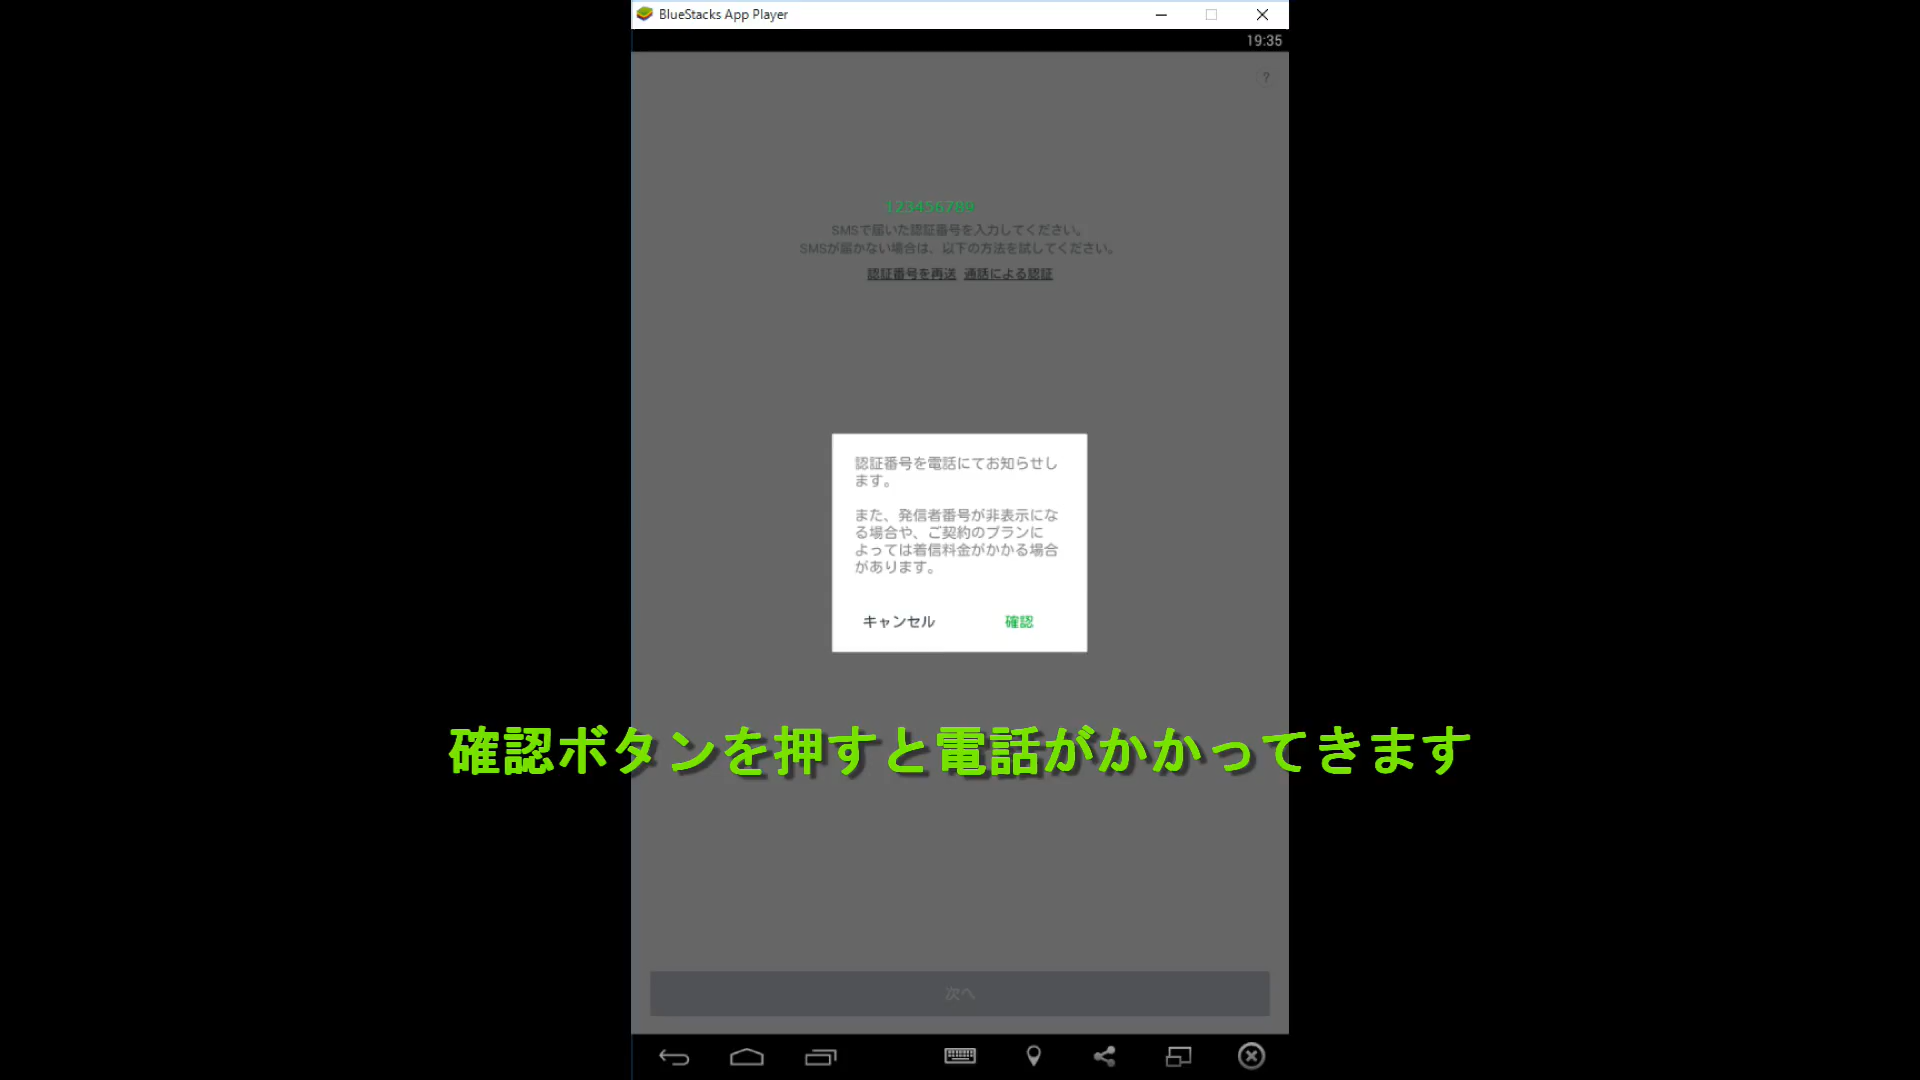 BlueStacks App Player
19:35
?
123456789
SMSで届いた認証番号を入力してください。
SMSが届かない場合は、以下の方法を試してください。
認証番号を再送 通話による認証
認証番号を電話にてお知らせし
ます。
また、発信者番号が非表示にな
る場合や、ご契約のプランに
よっては着信料金がかかる場合
があります。
キャンセル 確認
確認ボタンを押すと電話がかかってきます
次へ